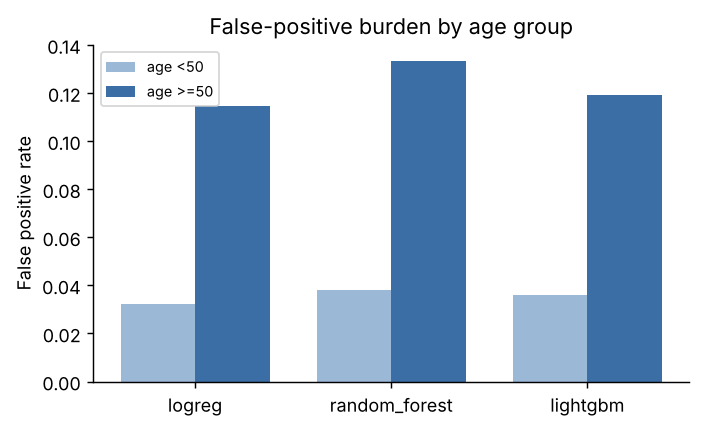 False-positive burden by age group
0.14
0.12
0.10
0.08
0.06
0.04
0.02
0.00
False positive rate
age <50
age >=50
logreg
random_forest
lightgbm